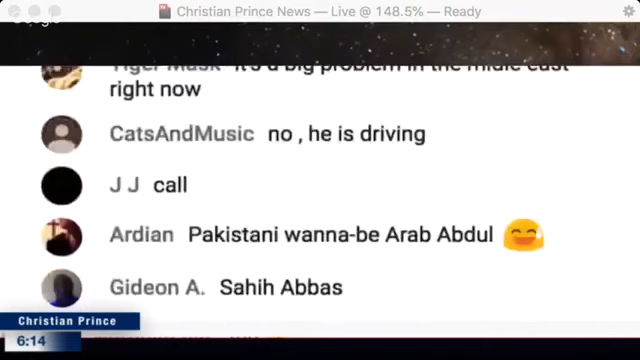 Christian Prince News — Live @ 148.5% — Ready
Google
Tiger Mask it's a big problem in the midle east
right now
CatsAndMusic no , he is driving
J J call
Ardian Pakistani wanna-be Arab Abdul
Gideon A. Sahih Abbas
Christian Prince
6:14